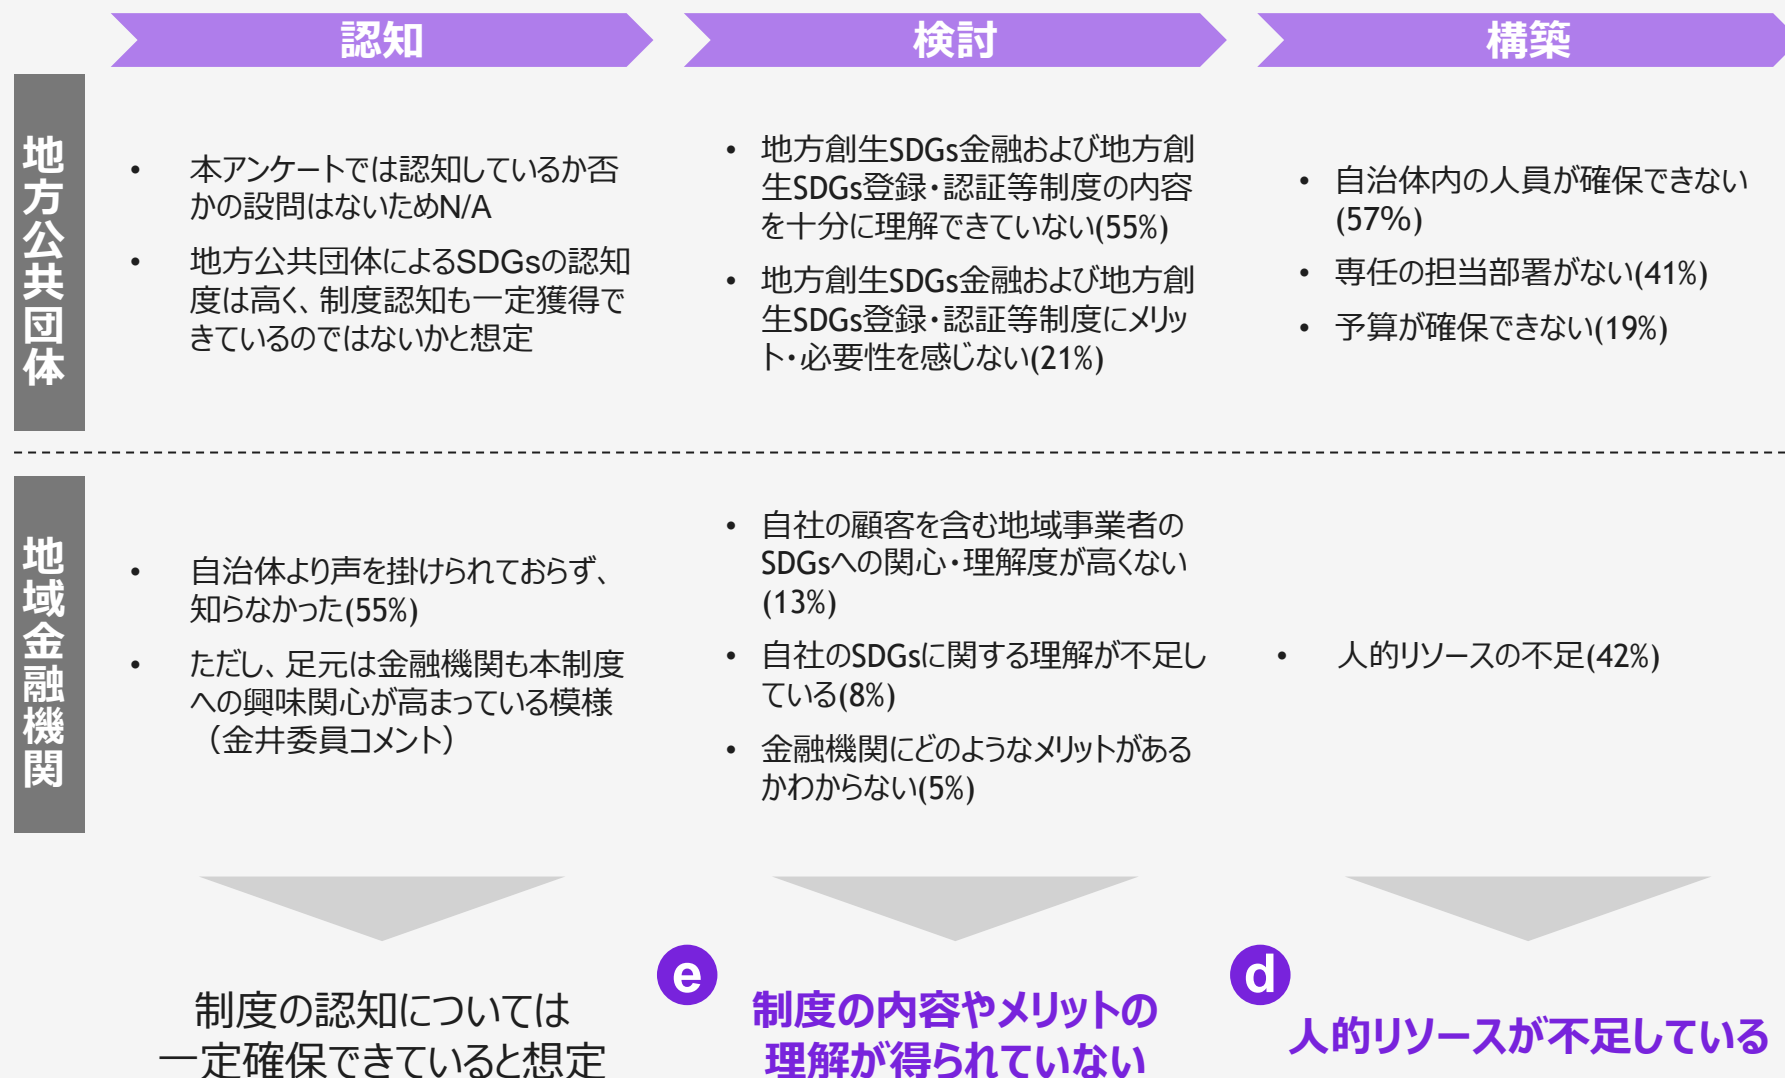 認知
検討
構築
地方公共団体
• 本アンケートでは認知しているか否
かの設問はないためN/A
• 地方公共団体によるSDGsの認知
度は高く、制度認知も一定獲得で
きているのではないかと想定
• 地方創生SDGs金融および地方創
生SDGs登録・認証等制度の内容
を十分に理解できていない(55%)
• 地方創生SDGs金融および地方創
生SDGs登録・認証等制度にメリッ
ト・必要性を感じない(21%)
• 自治体内の人員が確保できない
(57%)
• 専任の担当部署がない(41%)
• 予算が確保できない(19%)
地域金融機関
• 自治体より声を掛けられておらず、
知らなかった(55%)
• ただし、足元は金融機関も本制度
への興味関心が高まっている模様
（金井委員コメント）
• 自社の顧客を含む地域事業者の
SDGsへの関心・理解度が高くない
(13%)
• 自社のSDGsに関する理解が不足し
ている(8%)
• 金融機関にどのようなメリットがある
かわからない(5%)
• 人的リソースの不足(42%)
制度の認知については
一定確保できていると想定
e
制度の内容やメリットの
理解が得られていない
d
人的リソースが不足している